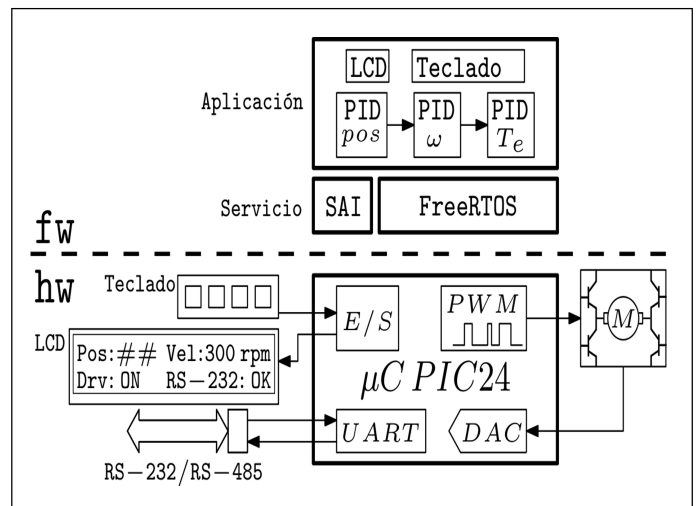 LCD Teclado
Aplicación
PID PID PID
pos ω Te
Servicio SAI FreeRTOS
fw
hw
Teclado
E/S
PWM
M
LCD
Pos:## Vel:300 rpm
Drv: ON RS-232: OK
μC PIC24
UART
DAC
RS-232/RS-485